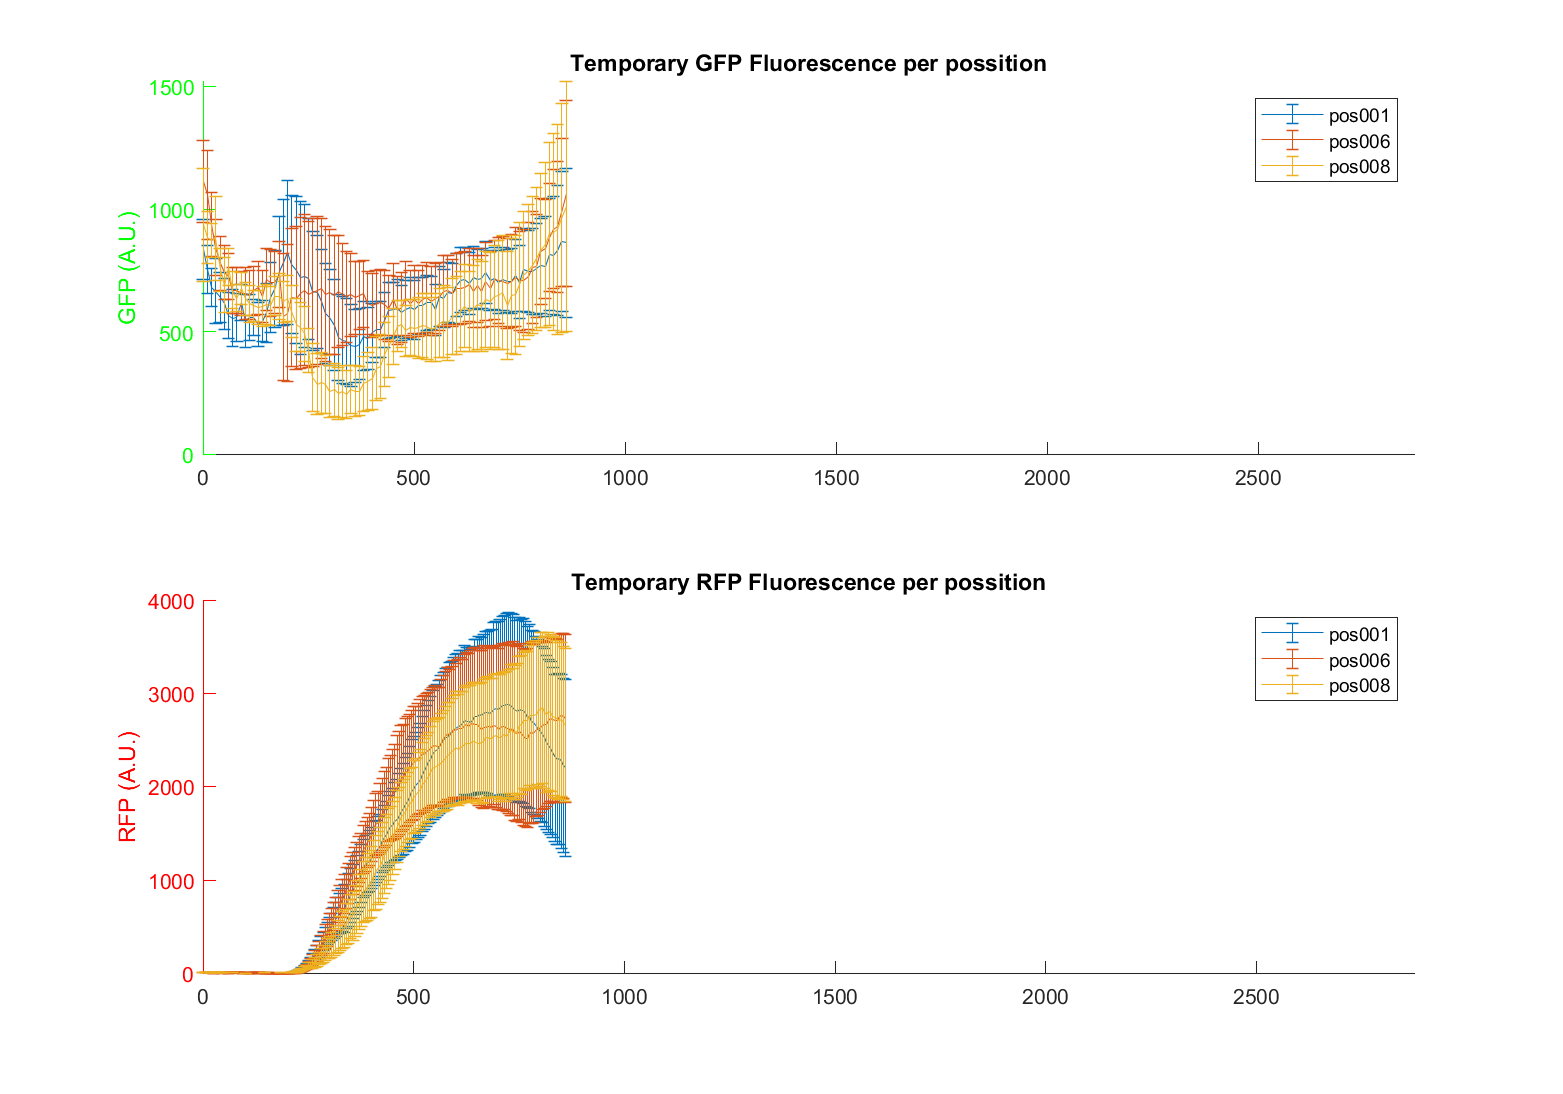 Temporary GFP Fluorescence per possition
1500
1000
500
0
GFP (A.U.)
0 500 1000 1500 2000 2500
pos001
pos006
pos008
Temporary RFP Fluorescence per possition
4000
3000
2000
1000
0
RFP (A.U.)
0 500 1000 1500 2000 2500
pos001
pos006
pos008